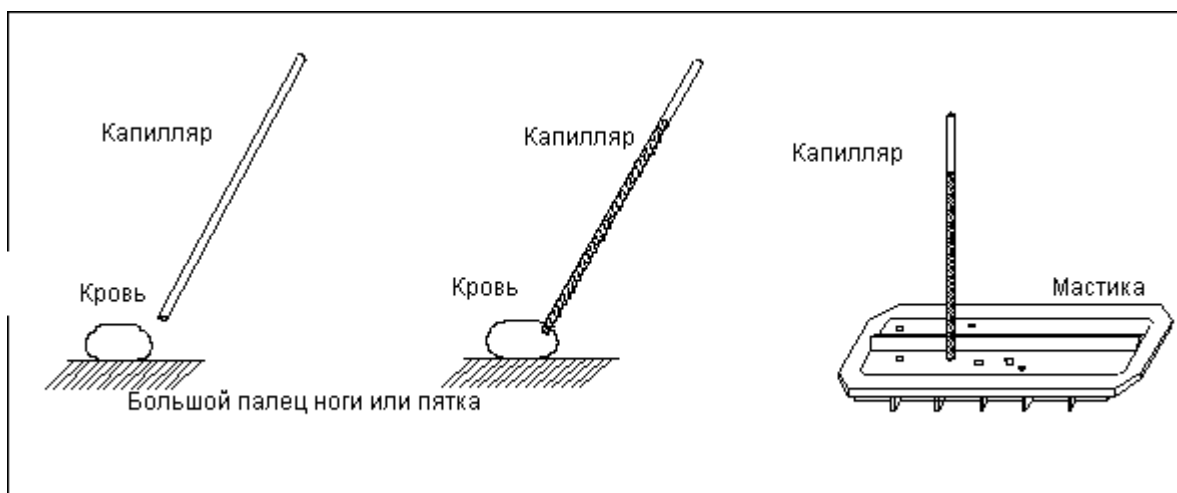 Капилляр
Кровь
Капилляр
Кровь
Большой палец ноги или пятка
Капилляр
Мастика